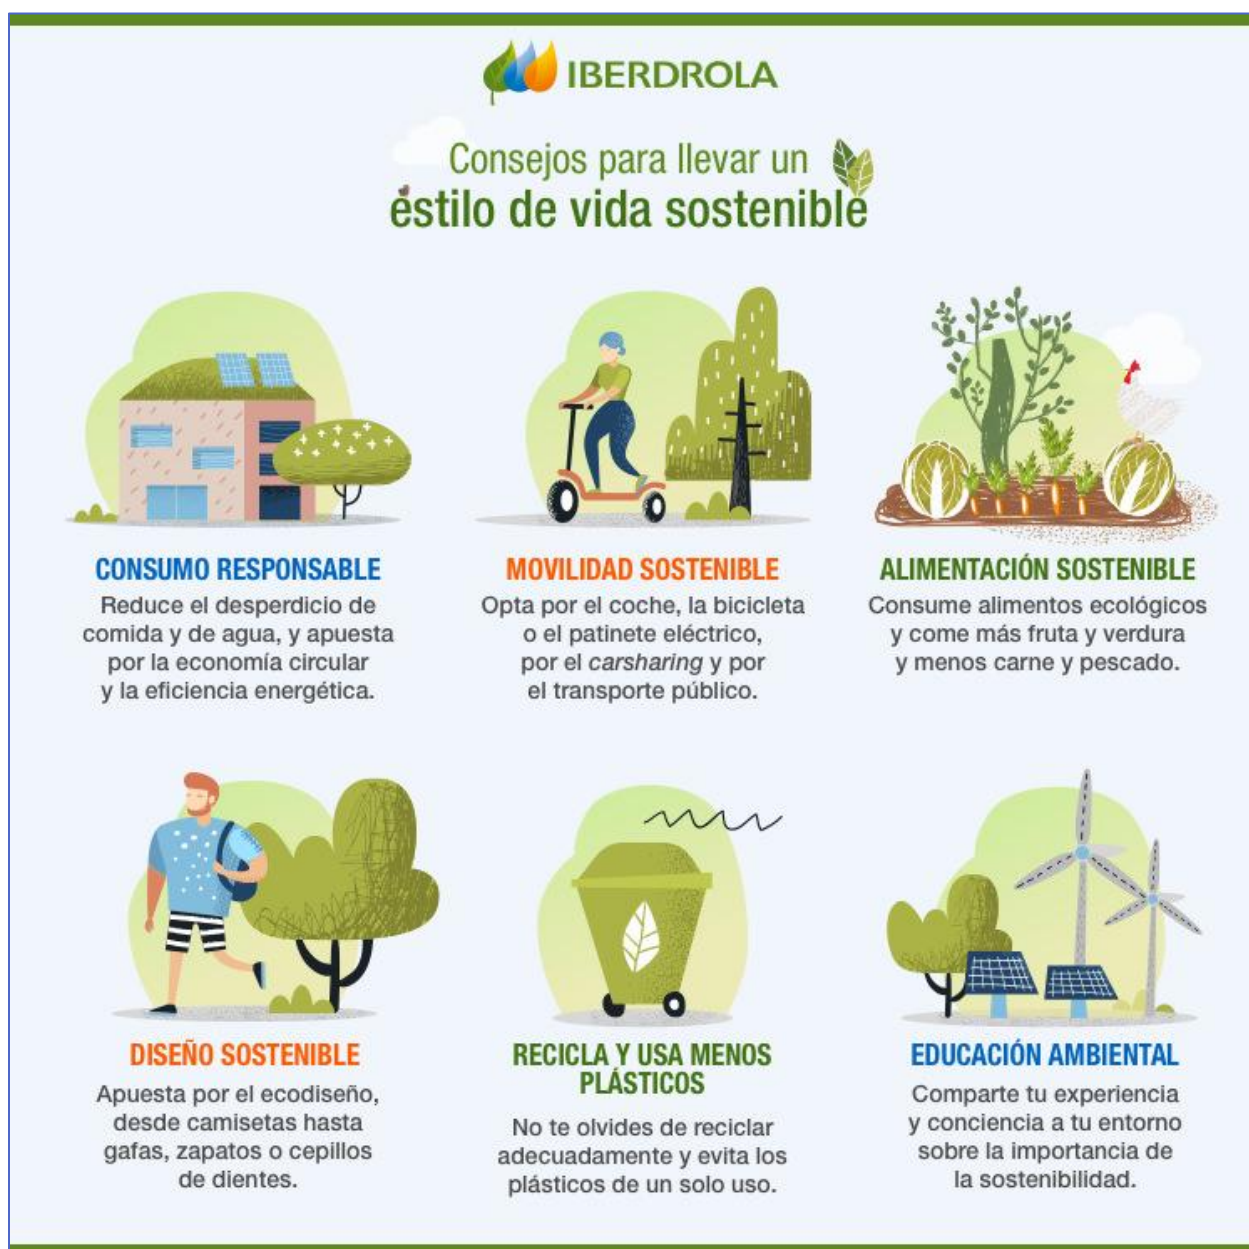 IBERDROLA
Consejos para llevar un
estilo de vida sostenible
CONSUMO RESPONSABLE
Reduce el desperdicio de
comida y de agua, y apuesta
por la economía circular
y la eficiencia energética.
MOVILIDAD SOSTENIBLE
Opta por el coche, la bicicleta
o el patinete eléctrico,
por el carsharing y por
el transporte público.
ALIMENTACIÓN SOSTENIBLE
Consume alimentos ecológicos
y come más fruta y verdura
y menos carne y pescado.
DISEÑO SOSTENIBLE
Apuesta por el ecodiseño,
desde camisetas hasta
gafas, zapatos o cepillos
de dientes.
RECICLA Y USA MENOS
PLÁSTICOS
No te olvides de reciclar
adecuadamente y evita los
plásticos de un solo uso.
EDUCACIÓN AMBIENTAL
Comparte tu experiencia
y conciencia a tu entorno
sobre la importancia de
la sostenibilidad.